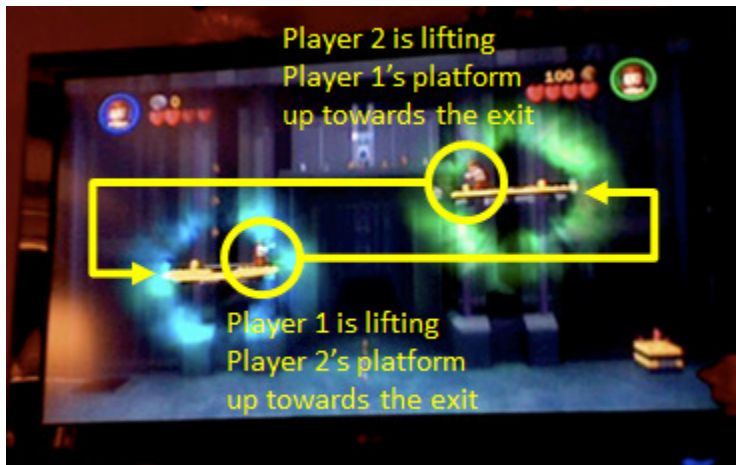 Player 2 is lifting
Player 1's platform
up towards the exit
0
100
Player 1 is lifting
Player 2's platform
up towards the exit